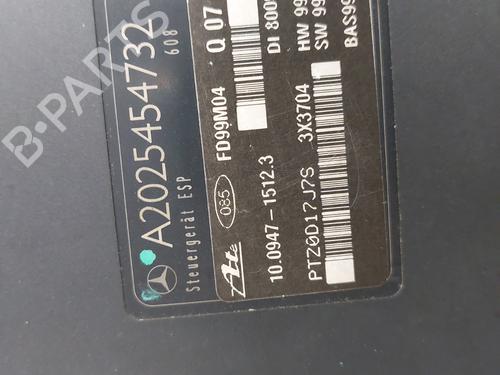 A2025454732
608
Steuergerät ESP
Q 07
FD99M04
085
Ate
DI 800
10.0947-1512.3
HW 99
SW 99
3X3704
PTZ0D17J7S
BAS99
B-PARTS